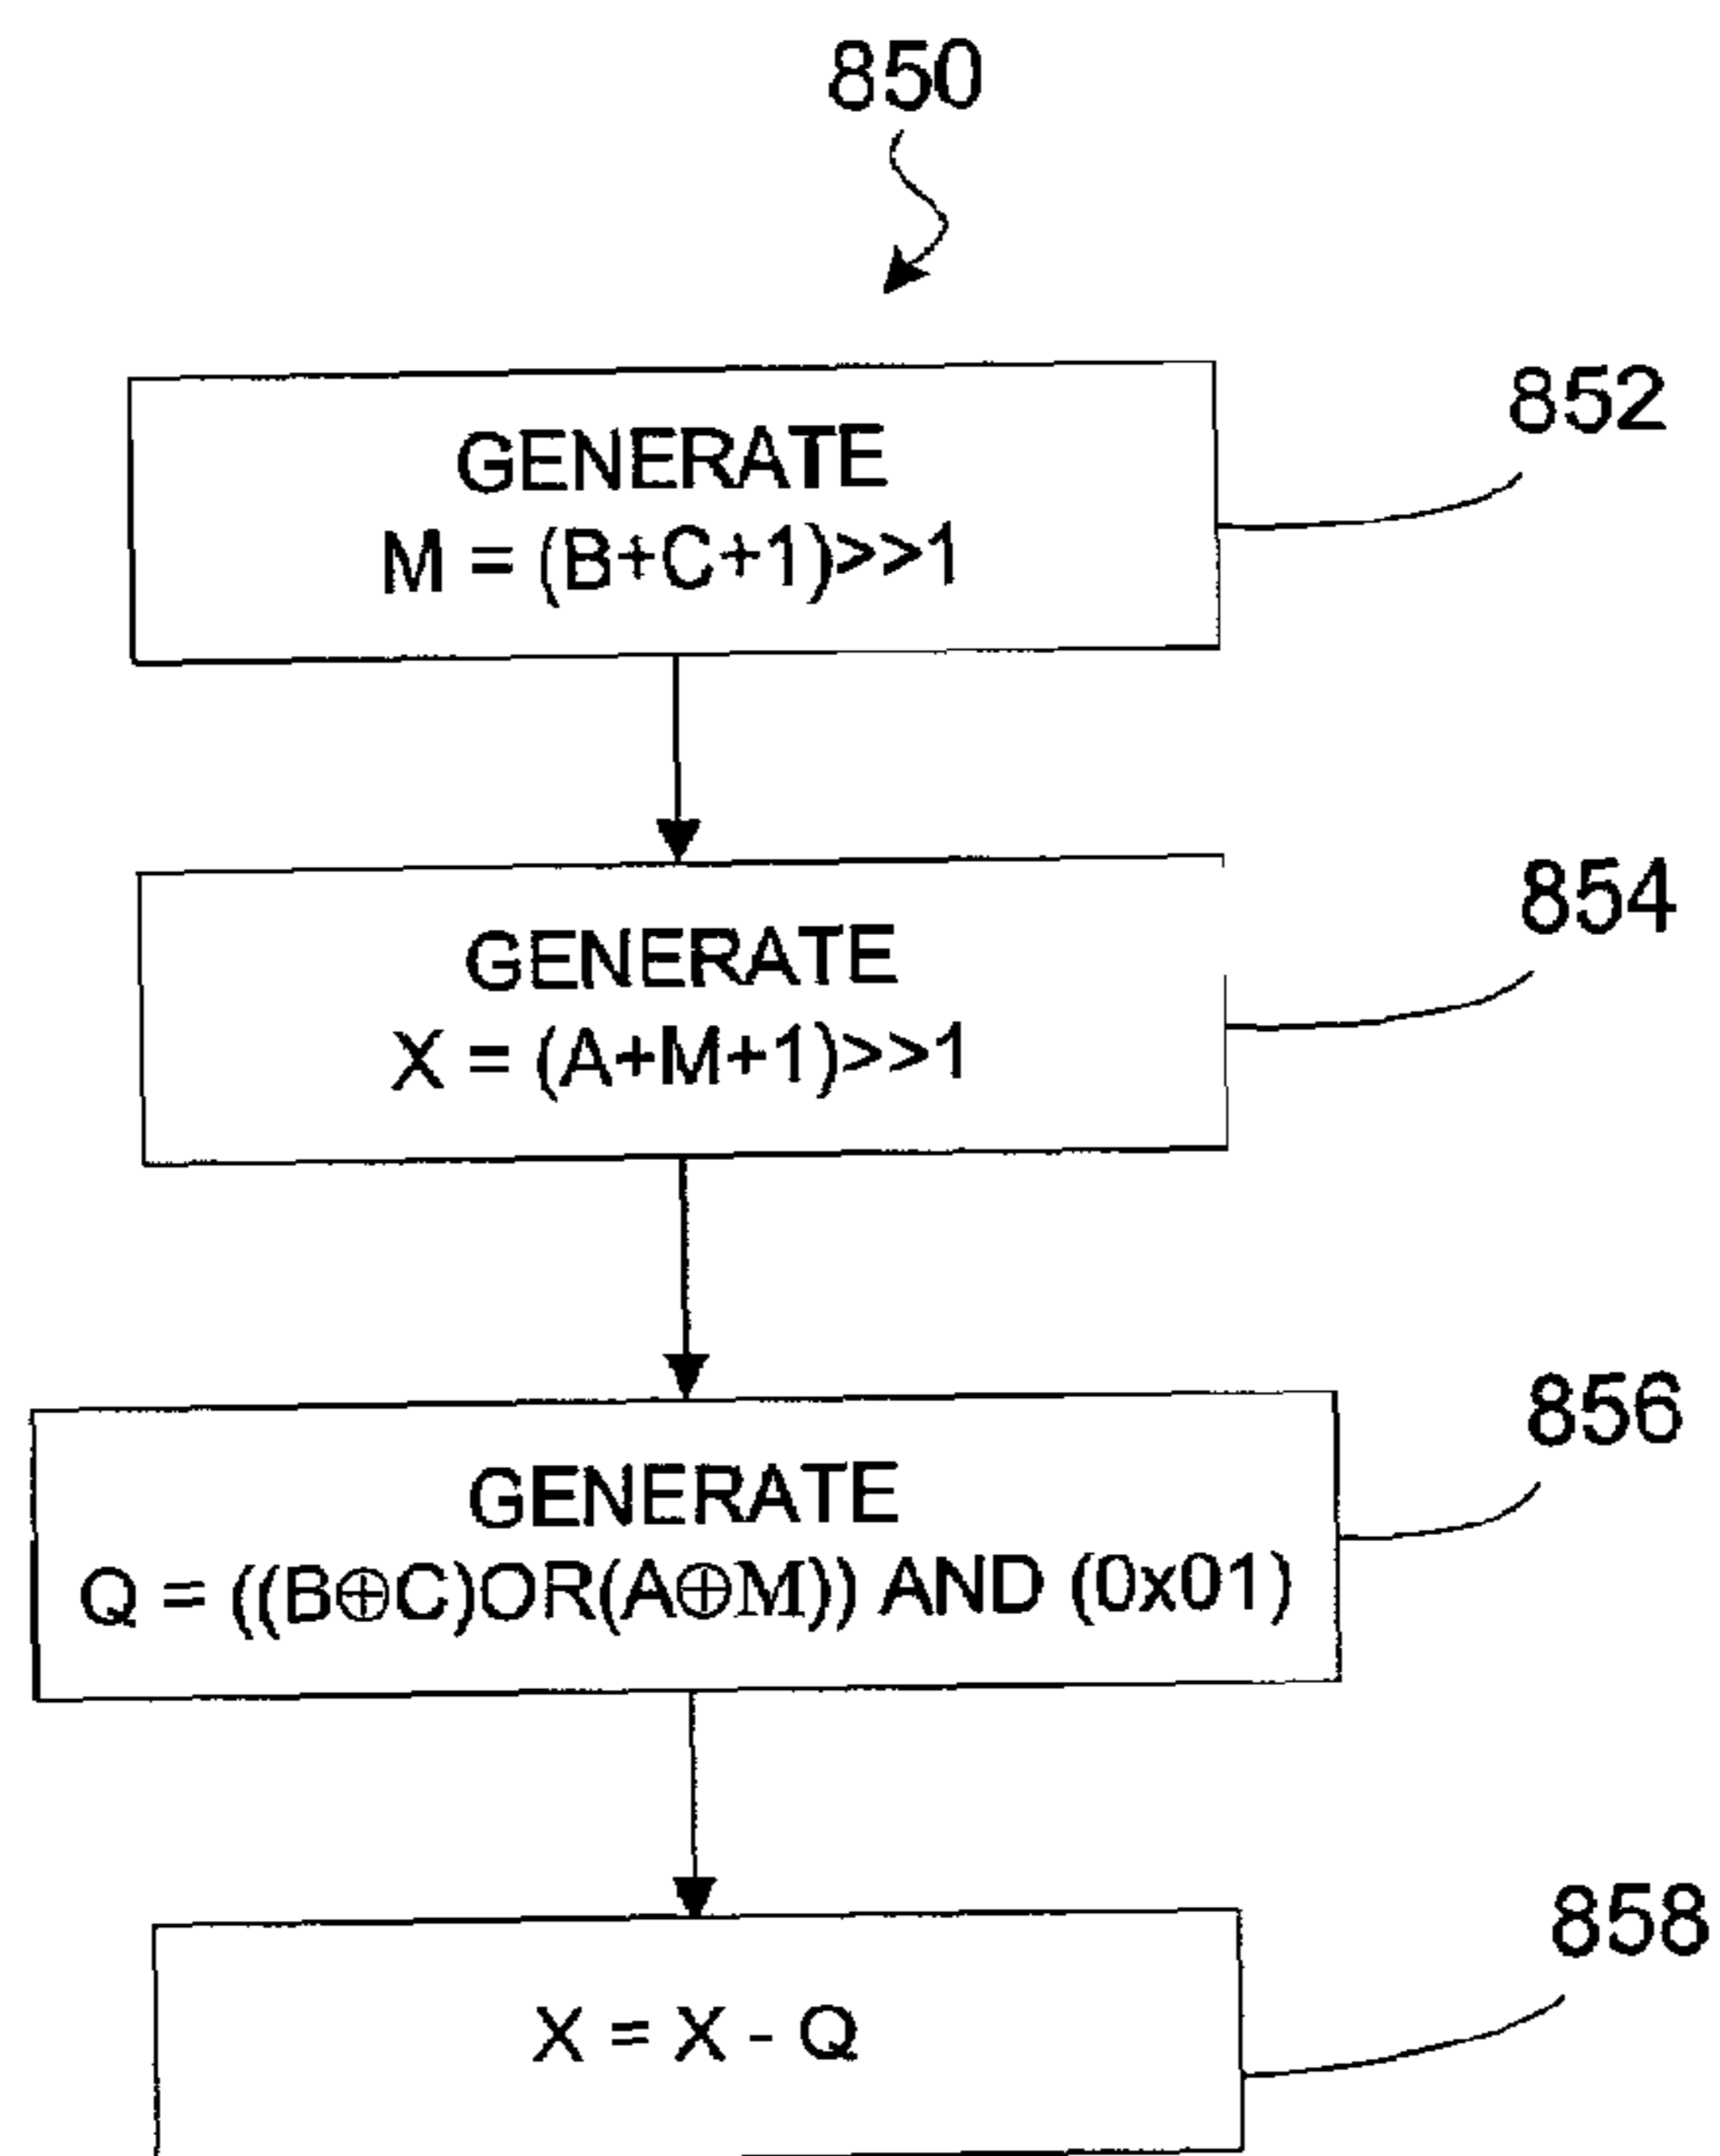 850
852
GENERATE
M = (B+C+1)>>1
854
GENERATE
X = (A+M+1)>>1
856
GENERATE
Q = ((B⊕C)OR(A⊕M)) AND (0x01)
858
X = X - Q